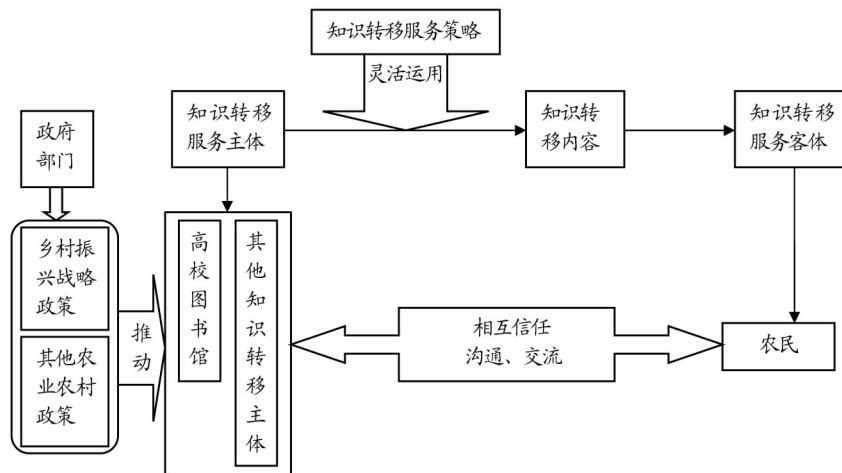 知识转移服务策略
灵活运用
政府
部门
知识转移
服务主体
知识转
移内容
知识转移
服务客体
乡村振
兴战略
政策
其他农
业农村
政策
推动
高校图书馆
其他知识转移主体
相互信任
沟通、交流
农民